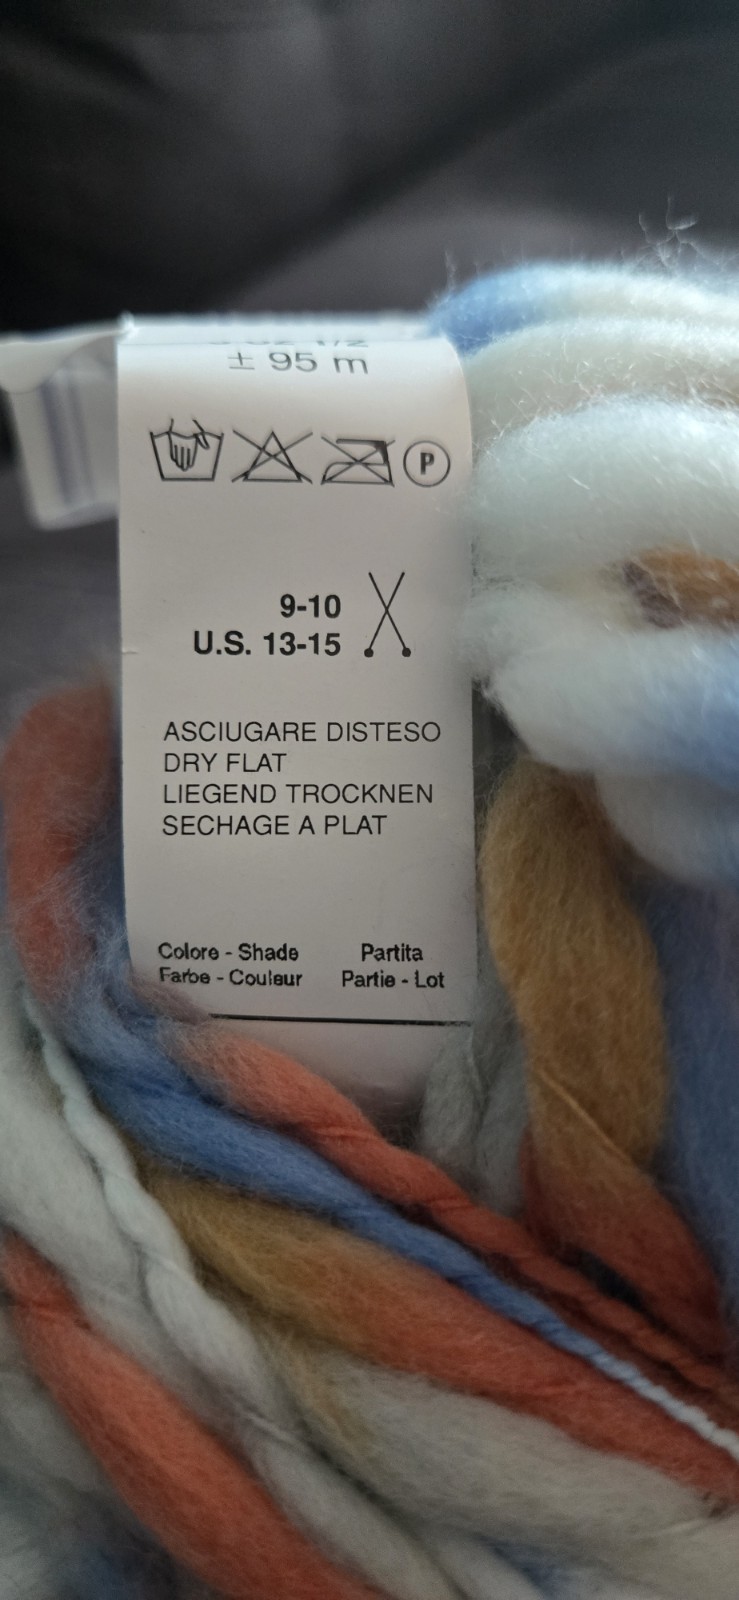 ± 95 m
P
9-10
U.S. 13-15
ASCIUGARE DISTESO
DRY FLAT
LIEGEND TROCKNEN
SECHAGE A PLAT
Colore - Shade Partita
Farbe - Couleur Partie - Lot